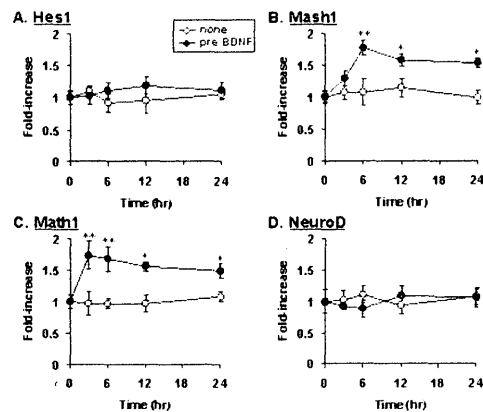 A. Hes1
none
pre BDNF
Fold-increase
2
1.5
1
0.5
0
0 6 12 18 24
Time (hr)
B. Mash1
** * *
Fold-increase
2
1.5
1
0.5
0
0 6 12 18 24
Time (hr)
C. Math1
** ** * *
Fold-increase
2
1.5
1
0.5
0
0 6 12 18 24
Time (hr)
D. NeuroD
Fold-increase
2
1.5
1
0.5
0
0 6 12 18 24
Time (hr)